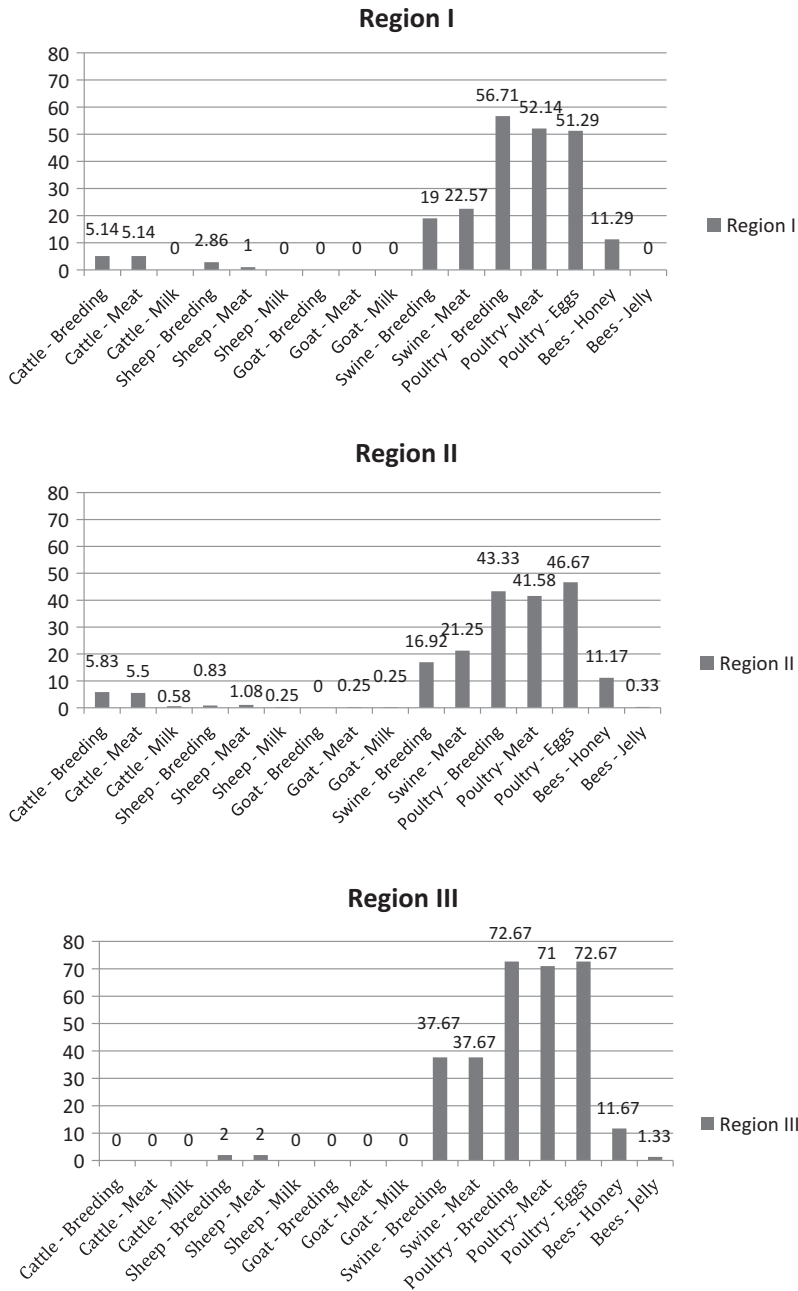 Region I
80
70
60
50
40
30
20
10
0
5.14
5.14
0
2.86
1
0
0
0
0
19
22.57
56.71
52.14
51.29
11.29
0
Cattle - Breeding
Cattle - Meat
Cattle - Milk
Sheep - Breeding
Sheep - Meat
Sheep - Milk
Goat - Breeding
Goat - Meat
Goat - Milk
Swine - Breeding
Swine - Meat
Poultry - Breeding
Poultry- Meat
Poultry - Eggs
Bees - Honey
Bees - Jelly
Region I
Region II
80
70
60
50
40
30
20
10
0
5.83
5.5
0.58
0.83
1.08
0.25
0
0.25
0.25
16.92
21.25
43.33
41.58
46.67
11.17
0.33
Cattle - Breeding
Cattle - Meat
Cattle - Milk
Sheep - Breeding
Sheep - Meat
Sheep - Milk
Goat - Breeding
Goat - Meat
Goat - Milk
Swine - Breeding
Swine - Meat
Poultry - Breeding
Poultry- Meat
Poultry - Eggs
Bees - Honey
Bees - Jelly
Region II
Region III
80
70
60
50
40
30
20
10
0
0
0
0
2
2
0
0
0
0
37.67
37.67
72.67
71
72.67
11.67
1.33
Cattle - Breeding
Cattle - Meat
Cattle - Milk
Sheep - Breeding
Sheep - Meat
Sheep - Milk
Goat - Breeding
Goat - Meat
Goat - Milk
Swine - Breeding
Swine - Meat
Poultry - Breeding
Poultry- Meat
Poultry - Eggs
Bees - Honey
Bees - Jelly
Region III